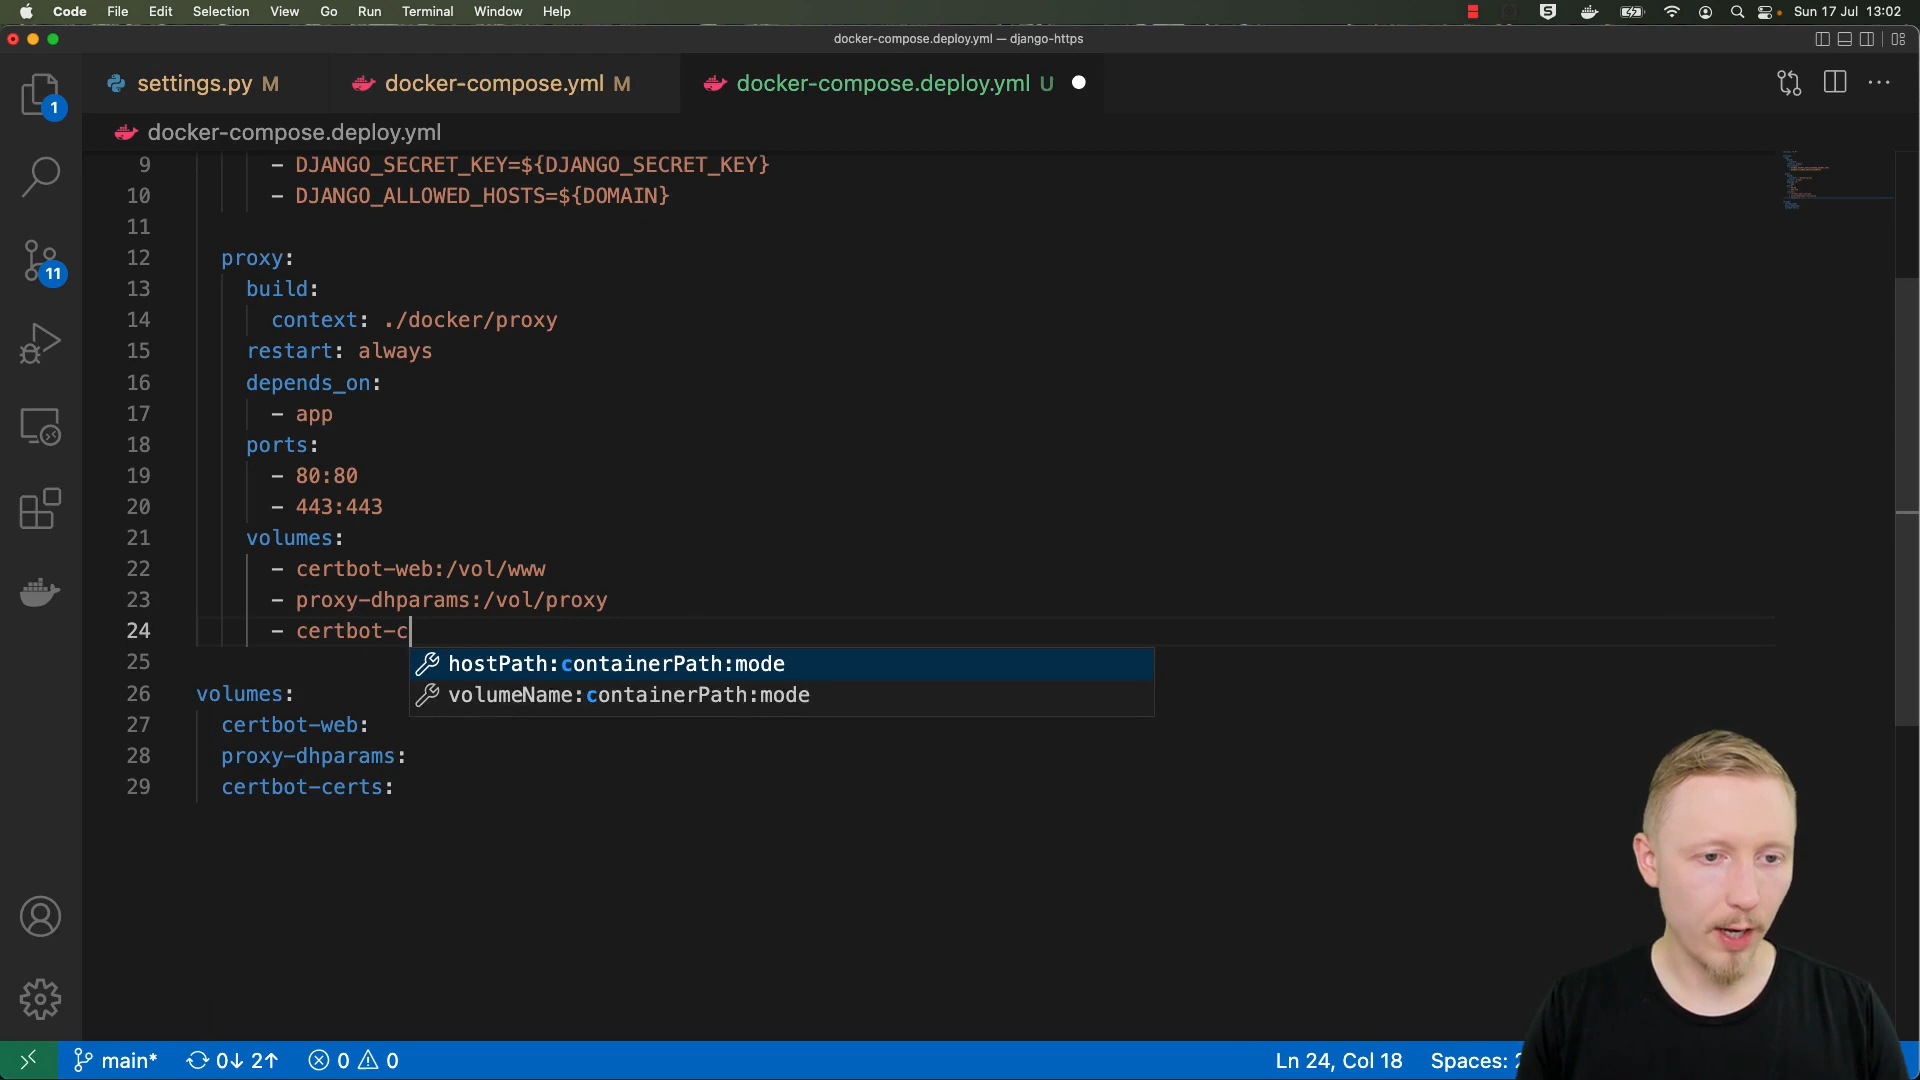 Code File Edit Selection View Go Run Terminal Window Help Sun 17 Jul 13:02
docker-compose.deploy.yml — django-https
settings.py M docker-compose.yml M docker-compose.deploy.yml U
docker-compose.deploy.yml
1
11
9 - DJANGO_SECRET_KEY=${DJANGO_SECRET_KEY}
10 - DJANGO_ALLOWED_HOSTS=${DOMAIN}
11
12 proxy:
13 build:
14 context: ./docker/proxy
15 restart: always
16 depends_on:
17 - app
18 ports:
19 - 80:80
20 - 443:443
21 volumes:
22 - certbot-web:/vol/www
23 - proxy-dhparams:/vol/proxy
24 - certbot-c
hostPath:containerPath:mode
volumeName:containerPath:mode
25
26 volumes:
27 certbot-web:
28 proxy-dhparams:
29 certbot-certs:
main* 0↓ 2↑ 0 0 Ln 24, Col 18 Spaces: